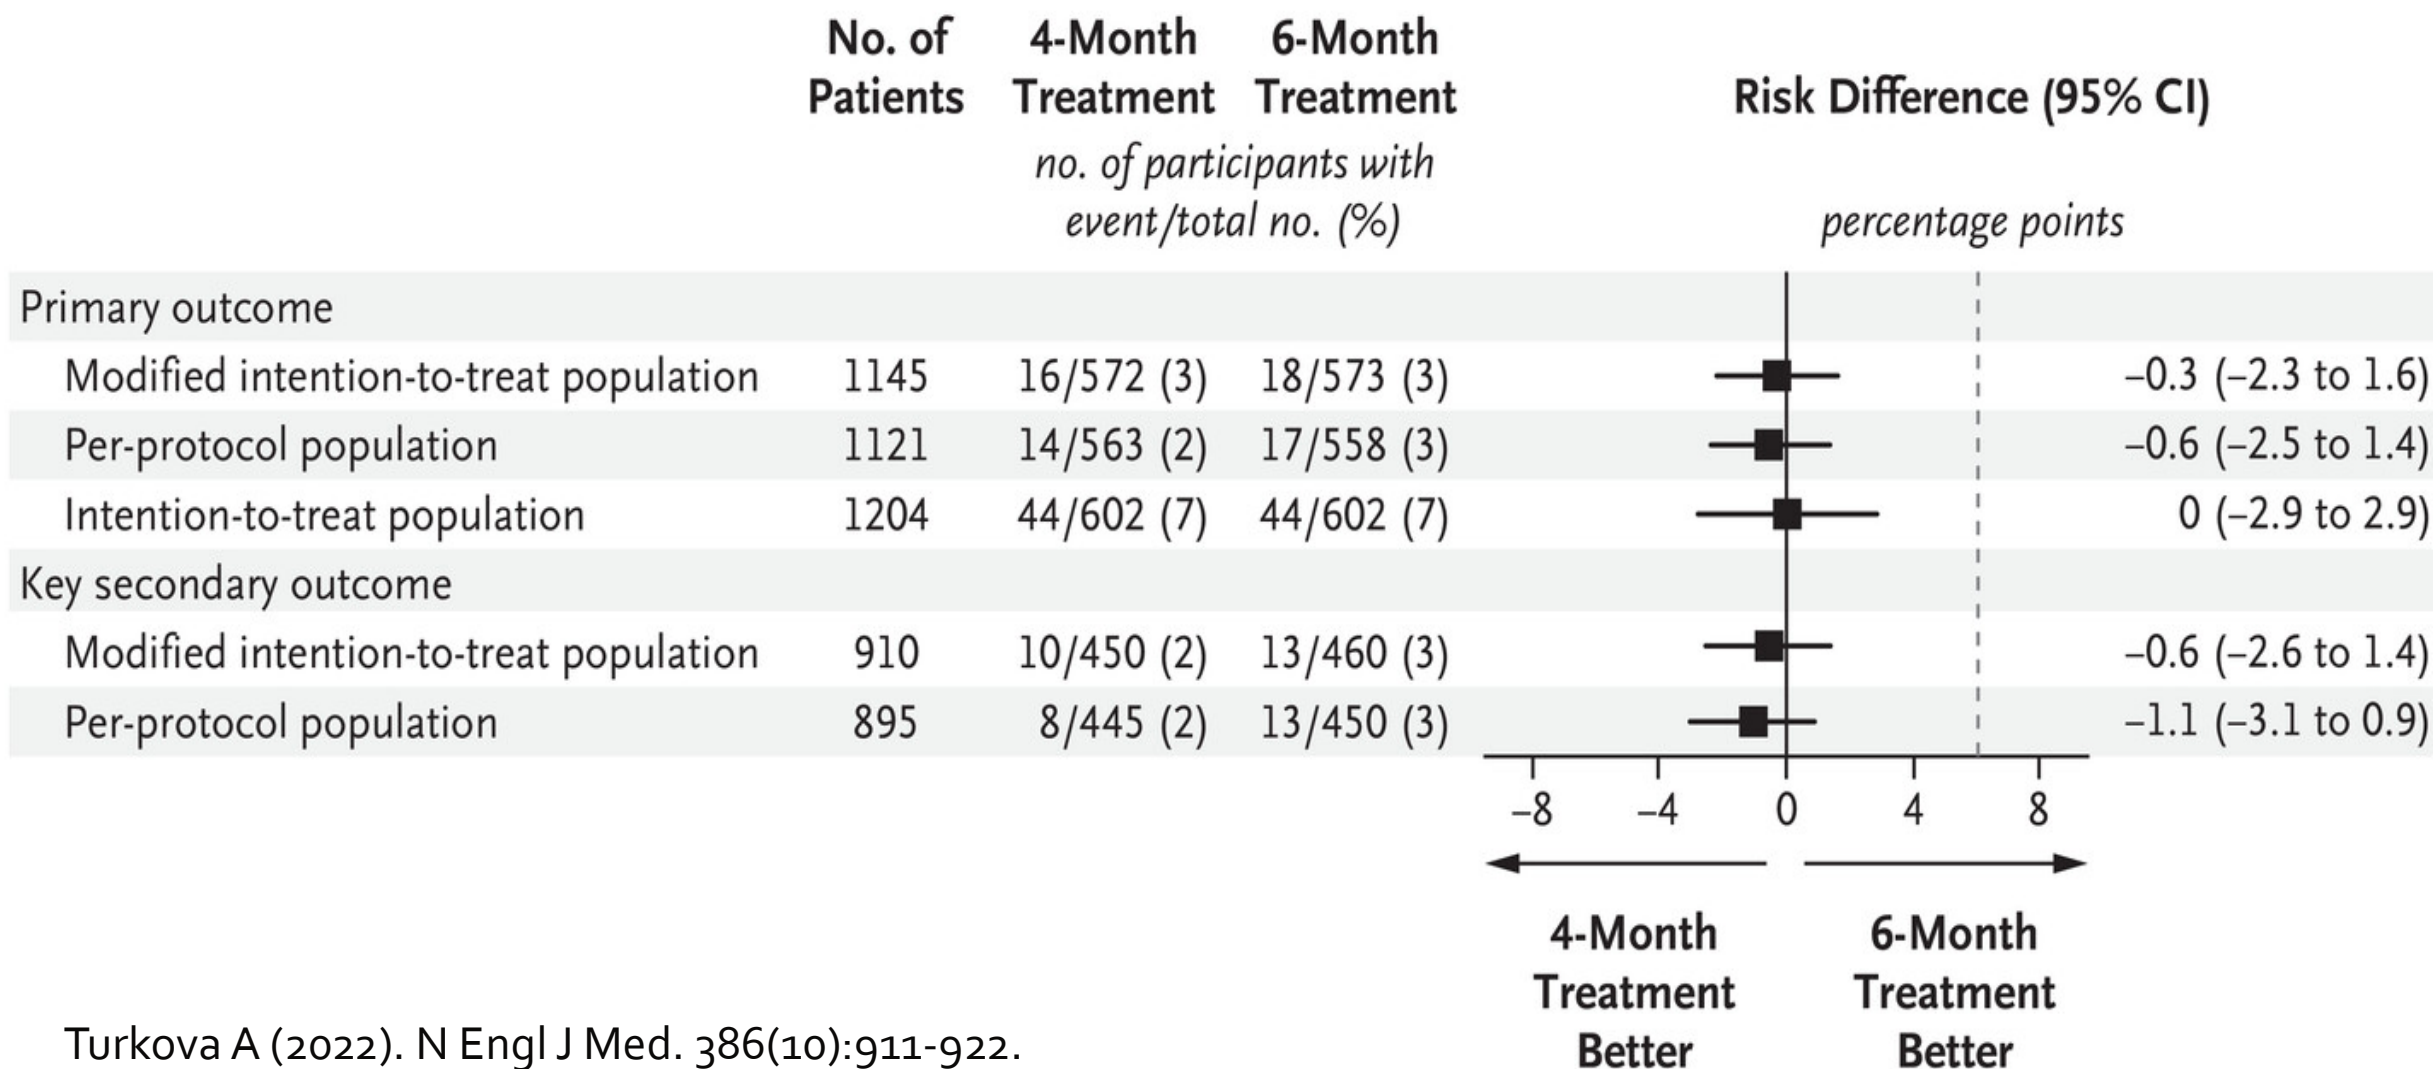 No. of Patients 4-Month Treatment 6-Month Treatment Risk Difference (95% CI)
no. of participants with
event/total no. (%) percentage points
Primary outcome
Modified intention-to-treat population 1145 16/572 (3) 18/573 (3) –0.3 (–2.3 to 1.6)
Per-protocol population 1121 14/563 (2) 17/558 (3) –0.6 (–2.5 to 1.4)
Intention-to-treat population 1204 44/602 (7) 44/602 (7) 0 (–2.9 to 2.9)
Key secondary outcome
Modified intention-to-treat population 910 10/450 (2) 13/460 (3) –0.6 (–2.6 to 1.4)
Per-protocol population 895 8/445 (2) 13/450 (3) –1.1 (–3.1 to 0.9)
–8 –4 0 4 8
4-Month Treatment Better 6-Month Treatment Better
Turkova A (2022). N Engl J Med. 386(10):911-922.